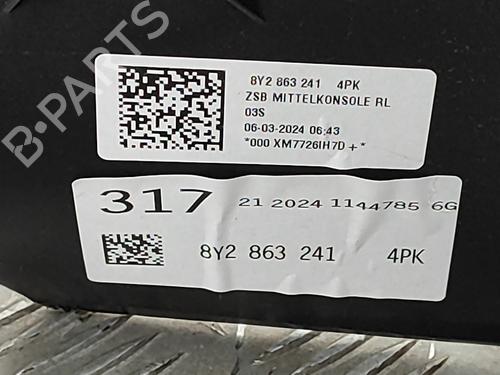 B-PARTS
8Y2 863 241 4PK
ZSB MITTELKONSOLE RL
03S
06-03-2024 06:43
*000 XM7726IH7D +*
317 21 2024 1144785 6G
8Y2 863 241 4PK